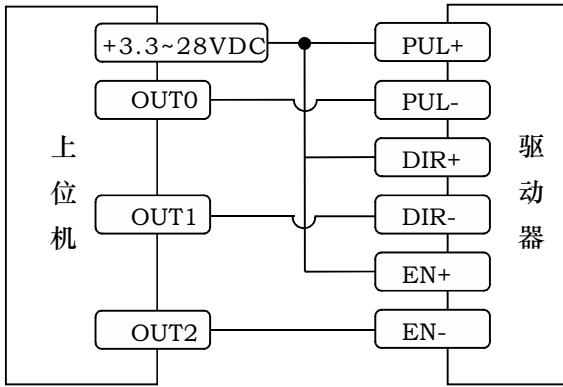 +3.3~28VDC
PUL+
OUT0
PUL-
DIR+
OUT1
DIR-
EN+
OUT2
EN-
上位机
驱动器